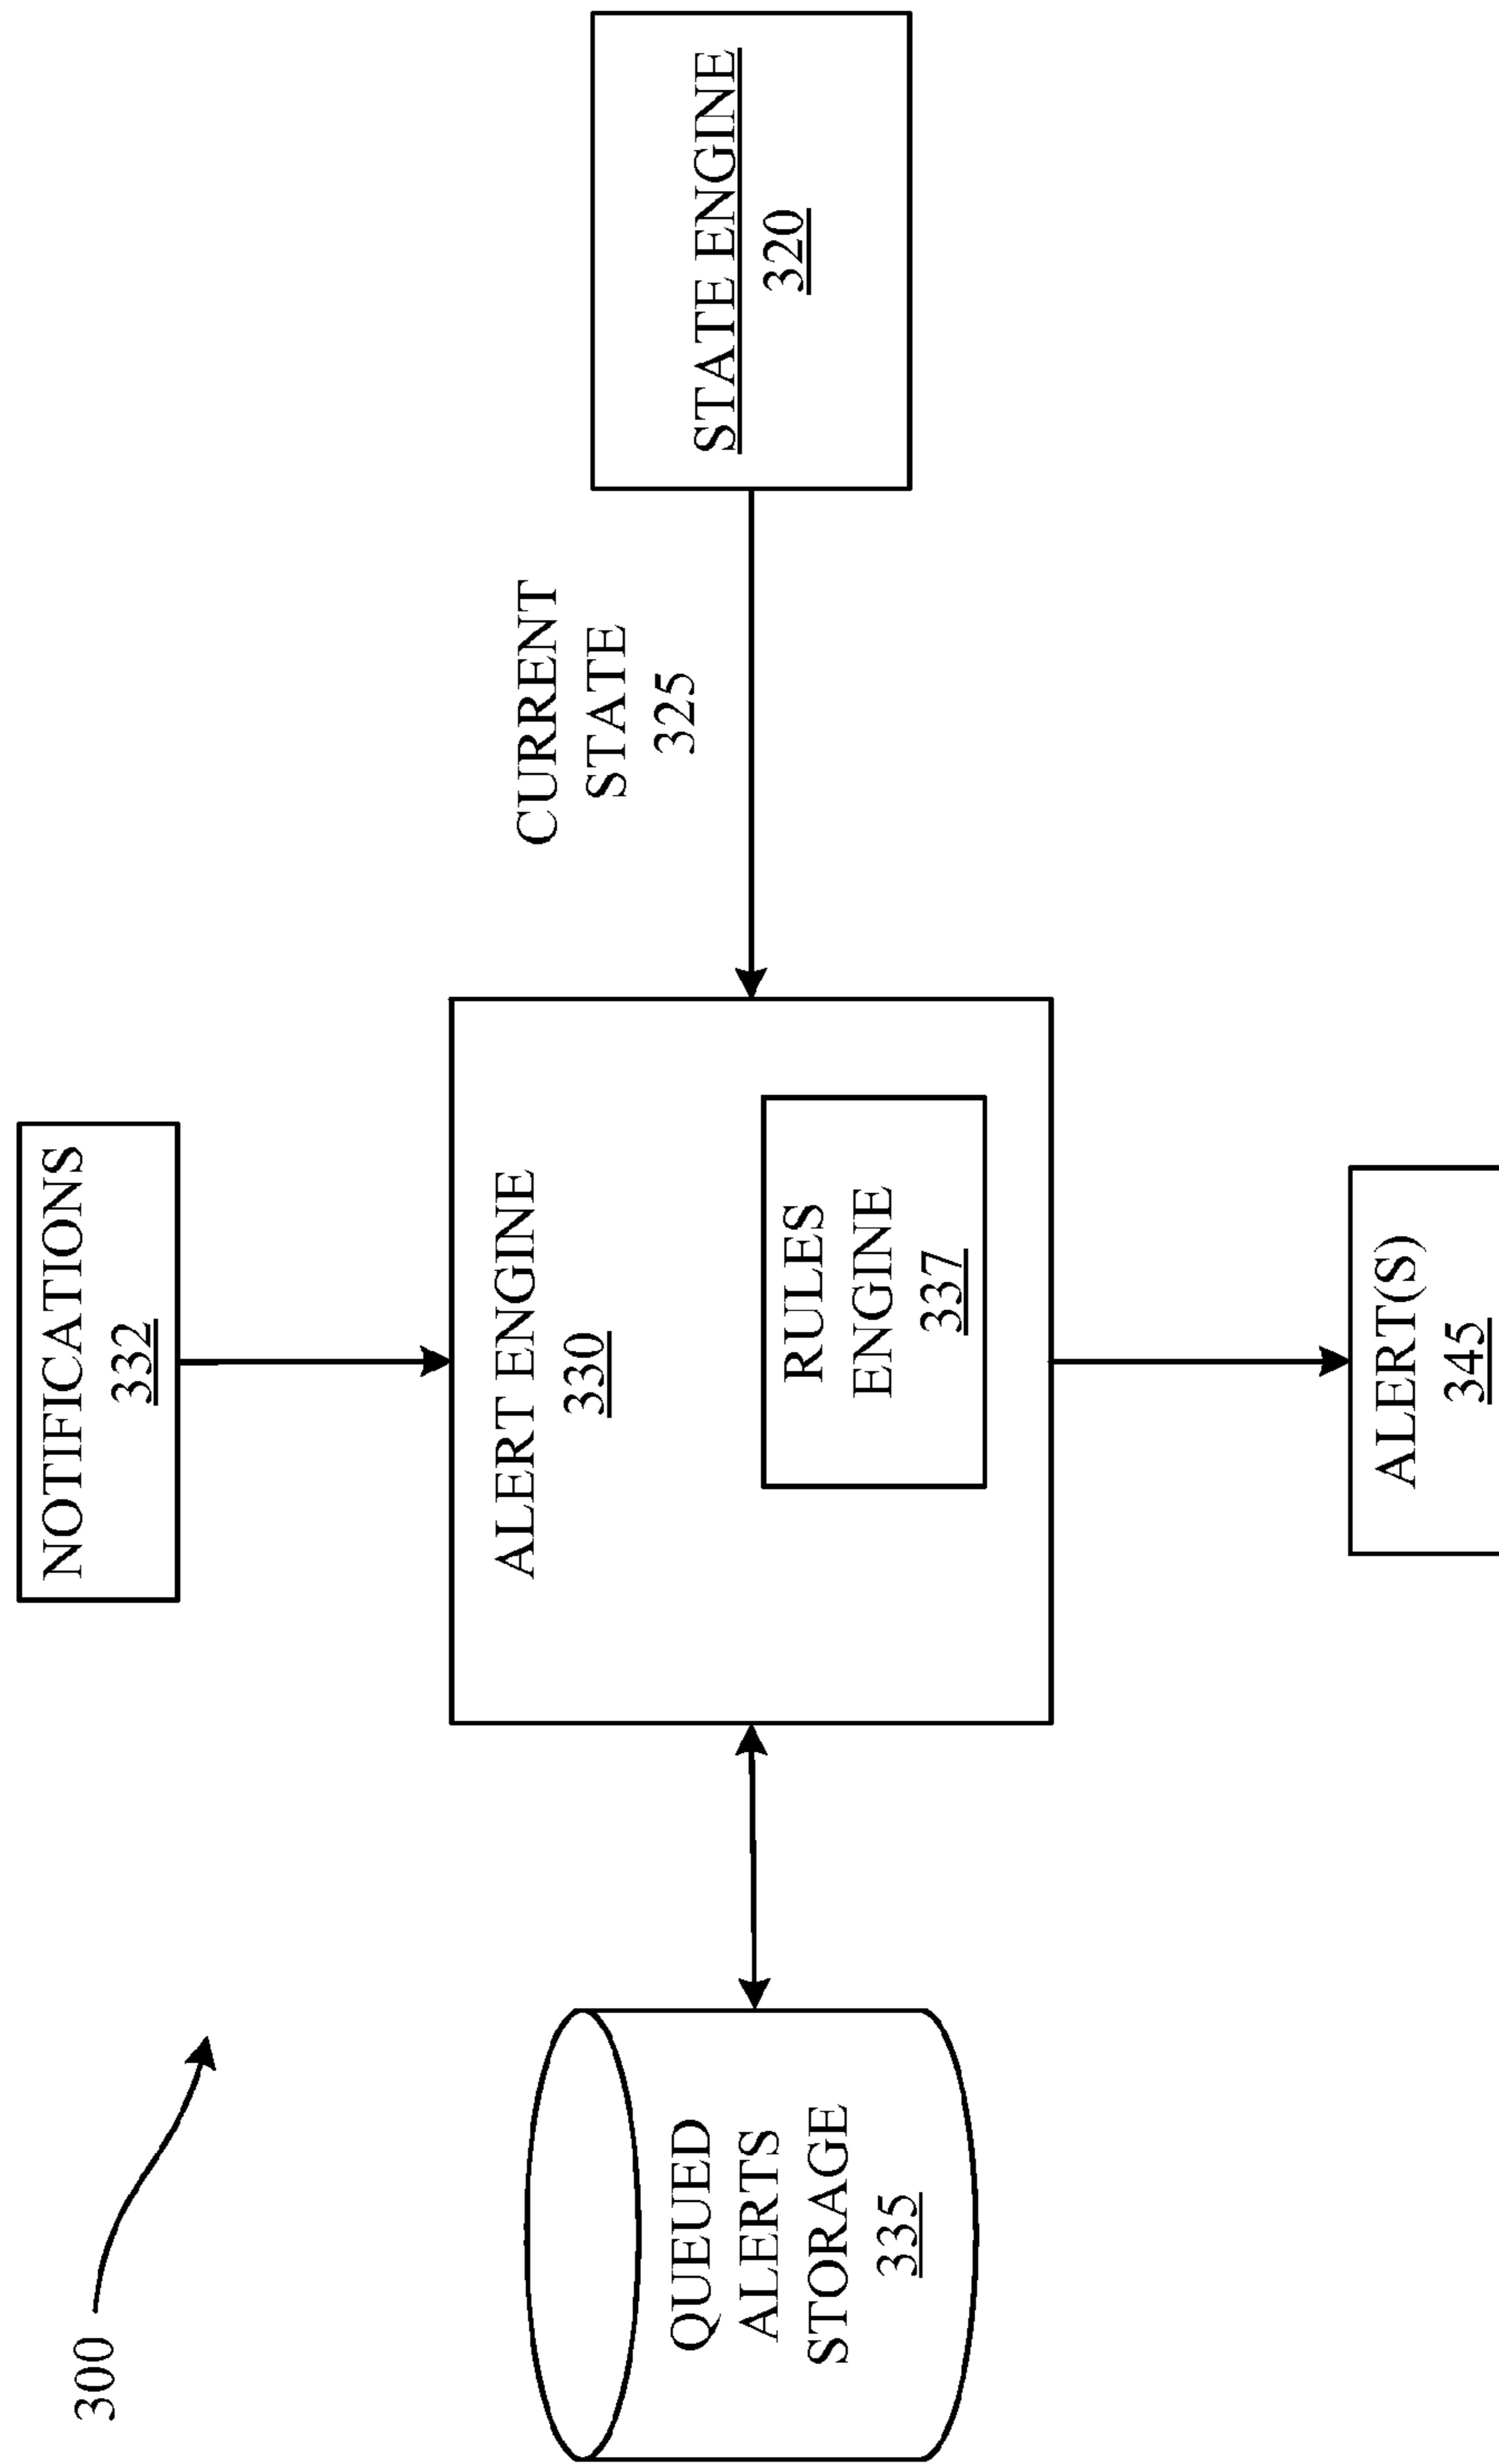 300
NOTIFICATIONS
332
QUEUED
ALERTS
STORAGE
335
ALERT ENGINE
330
RULES
ENGINE
337
CURRENT
STATE
325
STATE ENGINE
320
ALERT(S)
345